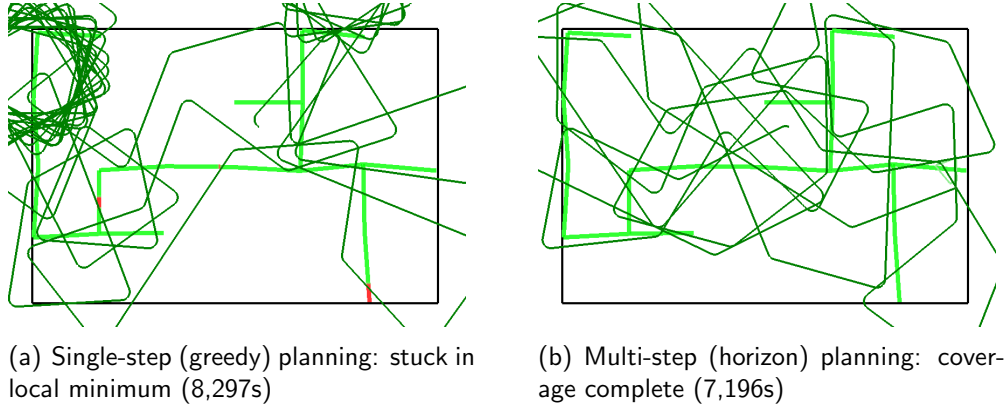 (a) Single-step (greedy) planning: stuck in
local minimum (8,297s)
(b) Multi-step (horizon) planning: cover-
age complete (7,196s)